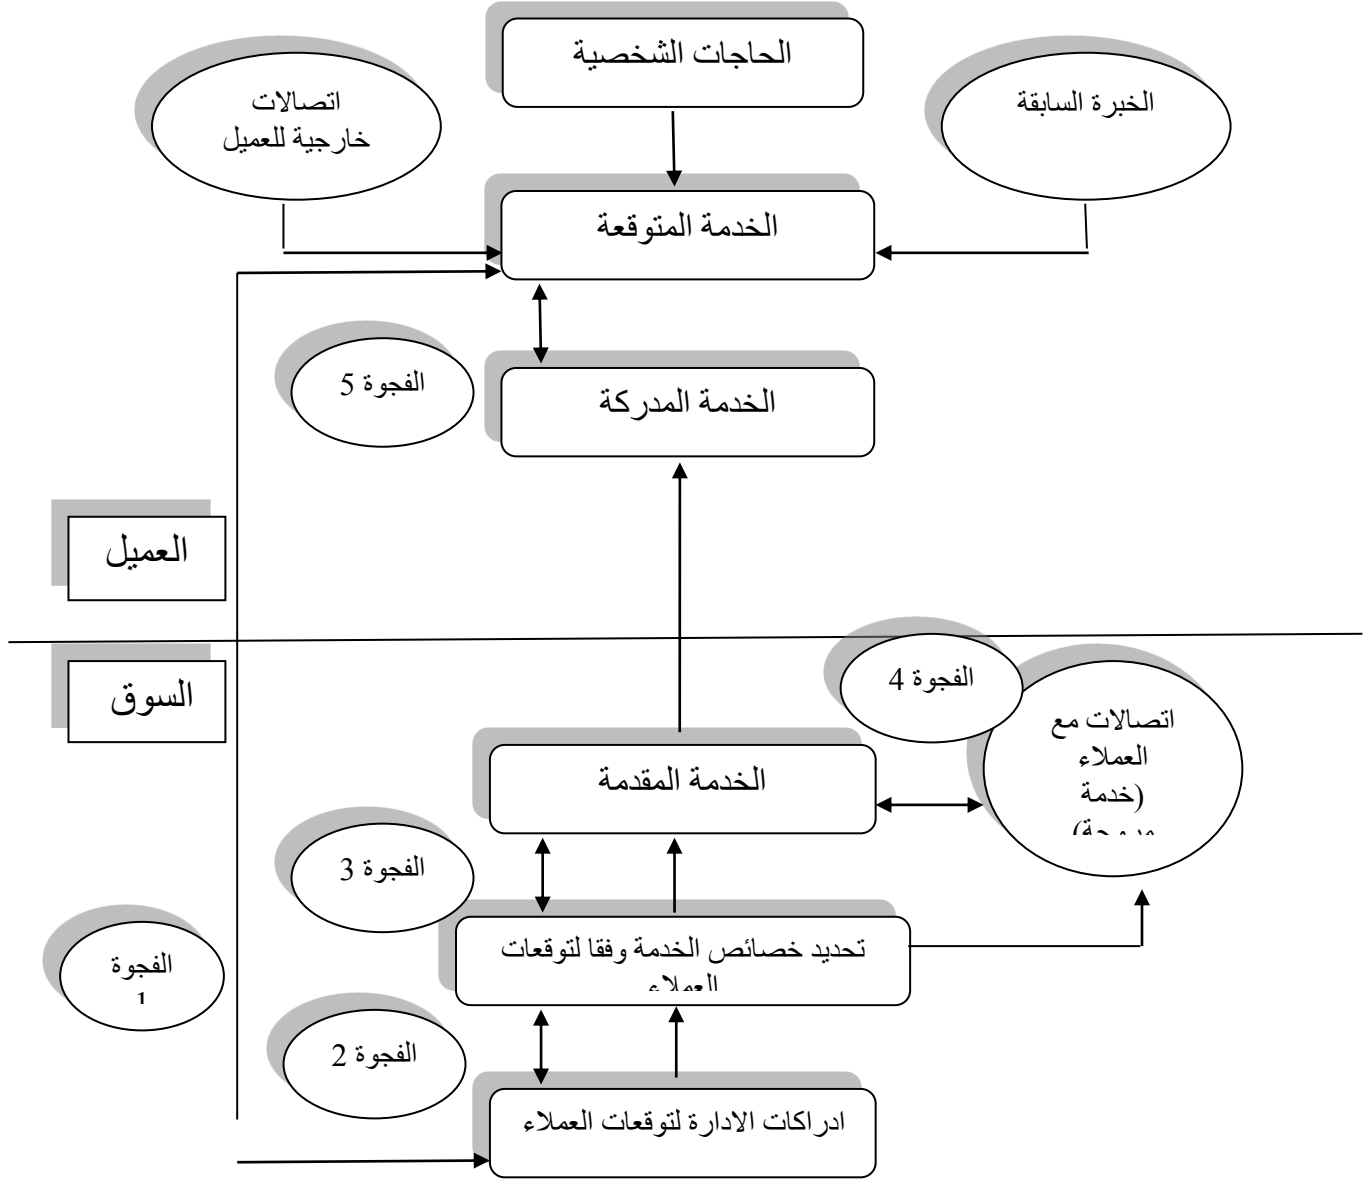 الحاجات الشخصية
الخبرة السابقة
اتصالات
خارجية للعميل
الخدمة المتوقعة
الفجوة 5
الخدمة المدركة
العميل
السوق
الفجوة 4
اتصالات مع
العملاء
(خدمة
الخدمة المقدمة
الفجوة 3
تحديد خصائص الخدمة وفقا لتوقعات
العملاء
الفجوة
1
الفجوة 2
ادراكات الادارة لتوقعات العملاء